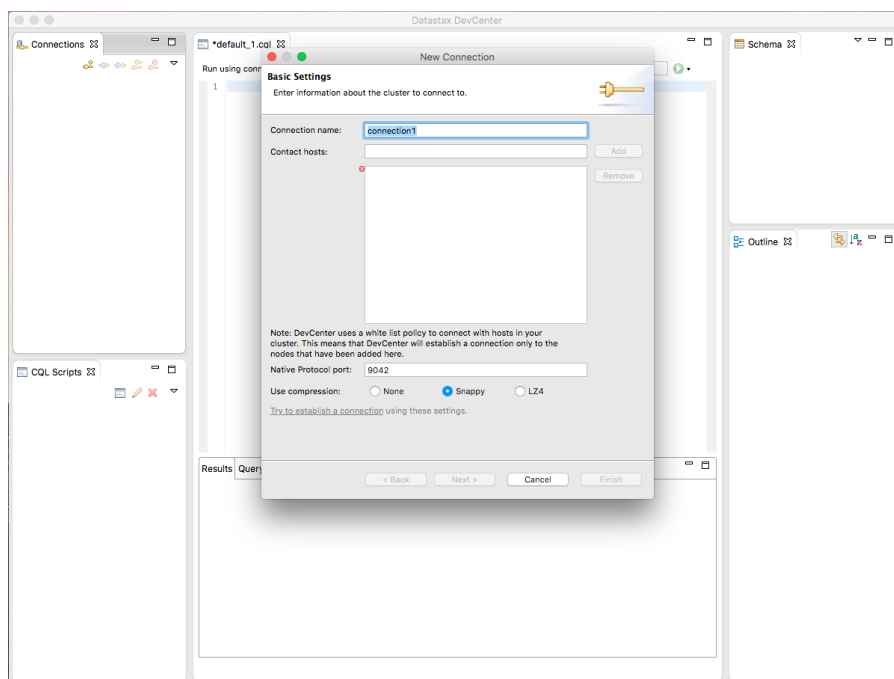 Datastax DevCenter
Connections
*default_1.cql
Schema
New Connection
Run using conn
Basic Settings
Enter information about the cluster to connect to.
1
Connection name: connection1
Contact hosts: Add
Remove
Outline
Note: DevCenter uses a white list policy to connect with hosts in your
cluster. This means that DevCenter will establish a connection only to the
nodes that have been added here.
CQL Scripts
Native Protocol port: 9042
Use compression: None Snappy LZ4
Try to establish a connection using these settings.
Results Query
< Back Next > Cancel Finish